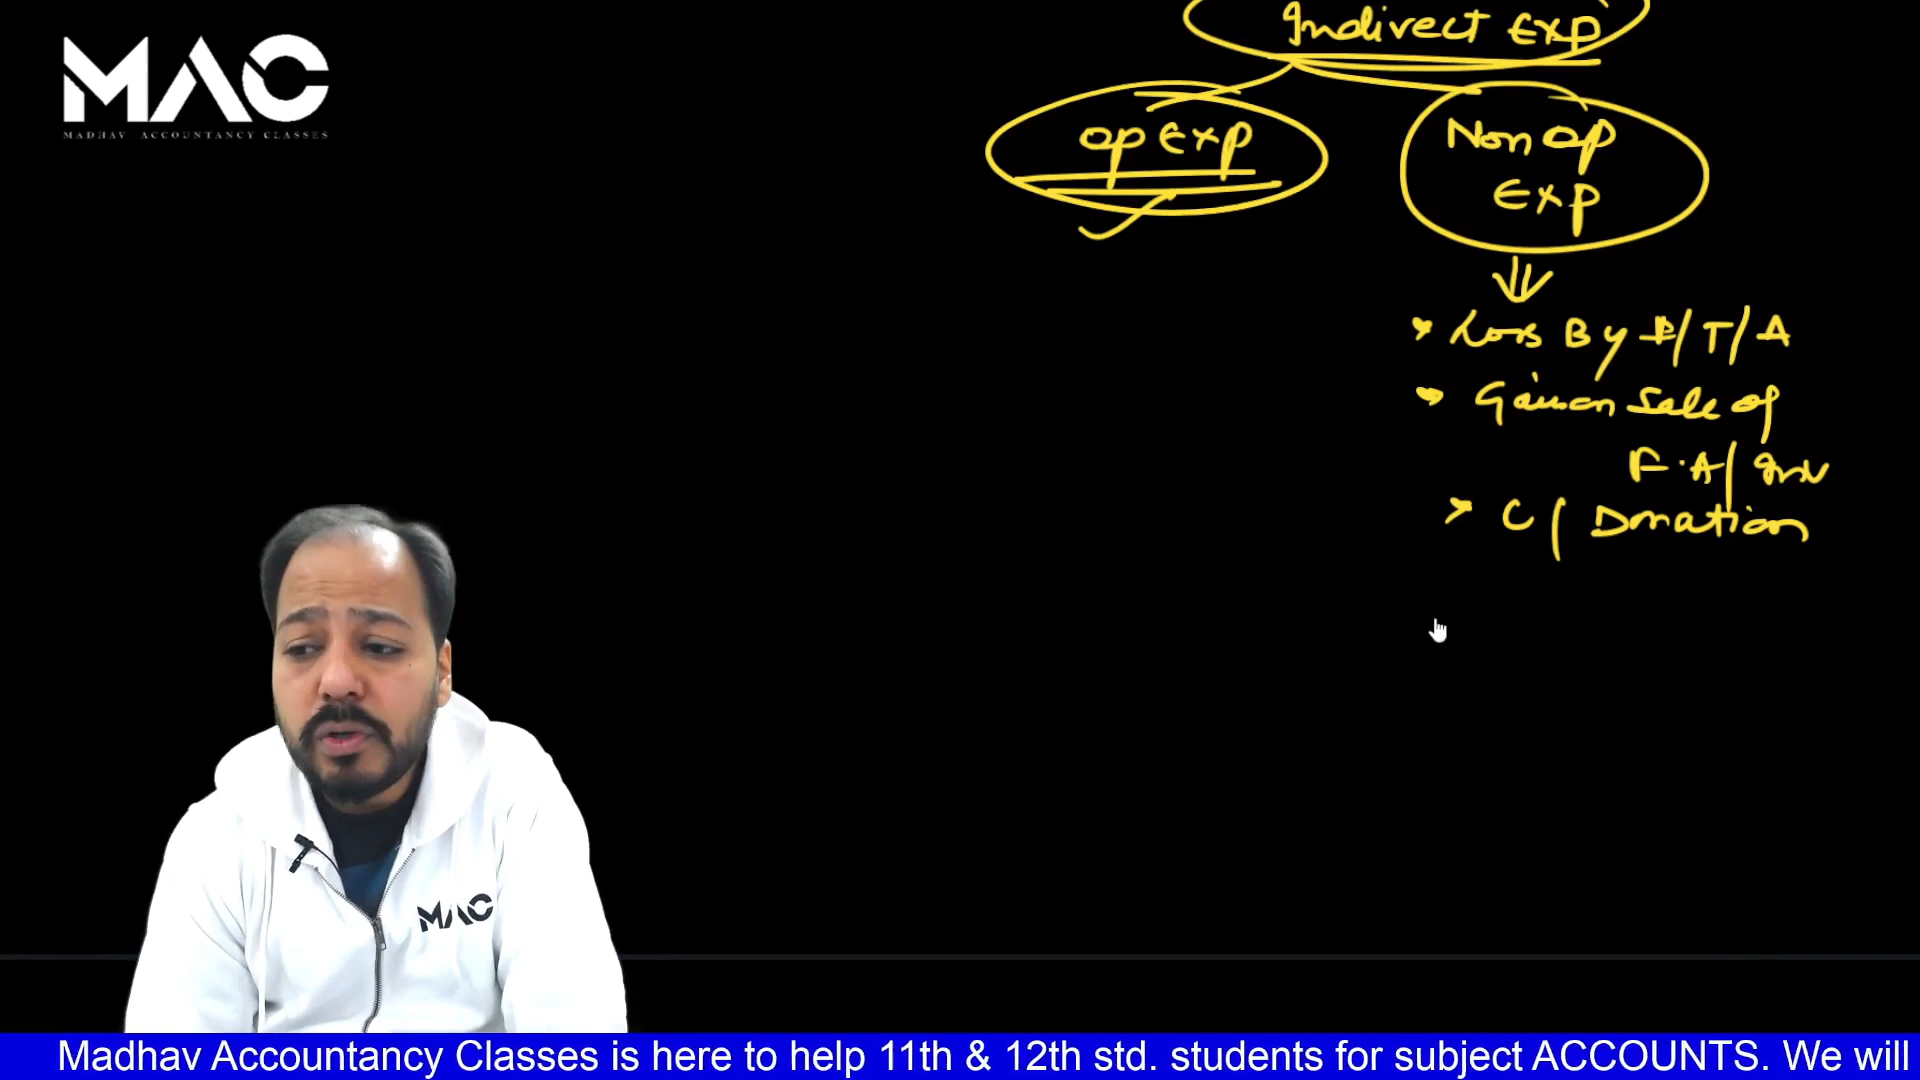 MAC
MADHAV ACCOUNTANCY CLASSES
Indirect Exp
Op Exp
Non Op
Exp
Loss By F/T/A
Gain on Sale of
F.A/Inv
C/Donation
MAC
Madhav Accountancy Classes is here to help 11th & 12th std. students for subject ACCOUNTS. We will